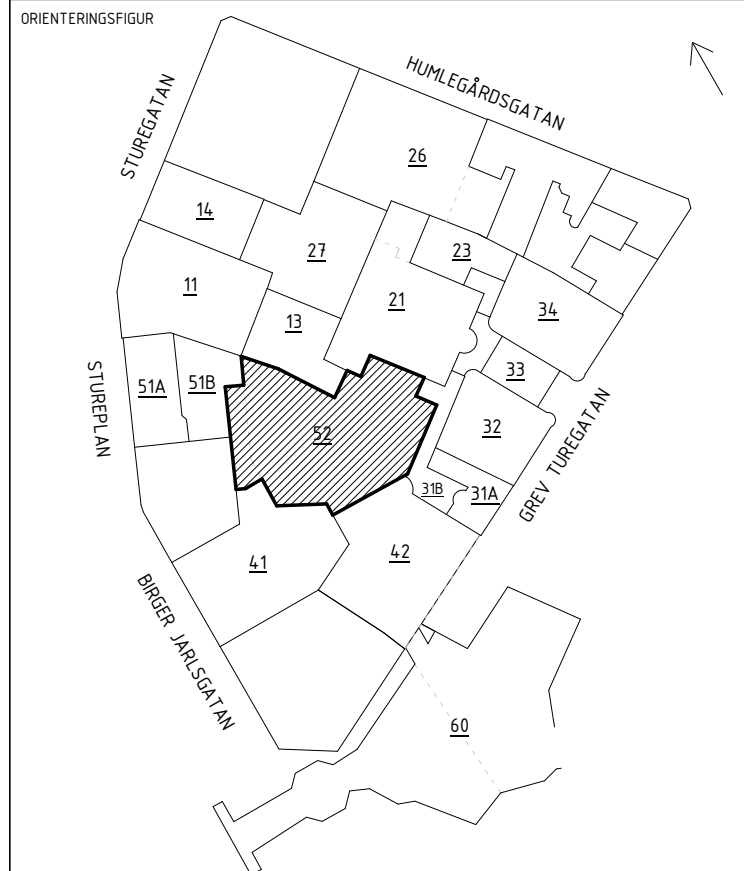 ORIENTERINGSFIGUR
HUMLEGÅRDSGATAN
STUREGATAN
26
14
27
23
11
21
34
13
33
51A
51B
STUREPLAN
52
32
GREV TUREGATAN
31B
31A
42
41
BIRGER JARLSGATAN
60